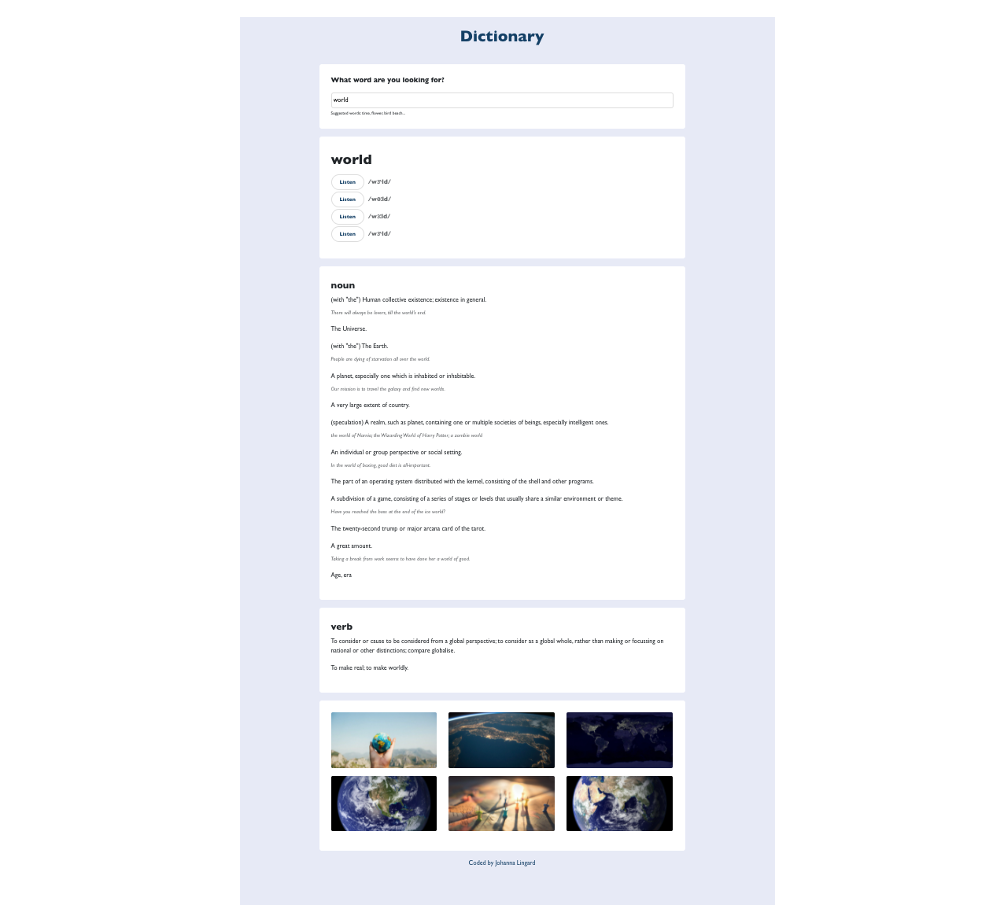 Dictionary
What word are you looking for?
world
Suggested words: time, flower, bird, beach...
world
Listen
Listen
Listen
Listen
noun
(with "the") Human collective existence; existence in general.
There will always be lovers, till the world's end.
The Universe.
(with "the") The Earth.
People are dying of starvation all over the world.
A planet, especially one which is inhabited or inhabitable.
Our mission is to travel the galaxy and find new worlds.
A very large extent of country.
(speculation) A realm, such as planet, containing one or multiple societies of beings, especially intelligent ones.
the world of Narnia; the Wizarding World of Harry Potter; a zombie world
An individual or group perspective or social setting.
In the world of boxing, good diet is all-important.
The part of an operating system distributed with the kernel, consisting of the shell and other programs.
A subdivision of a game, consisting of a series of stages or levels that usually share a similar environment or theme.
Have you reached the boss at the end of the ice world?
The twenty-second trump or major arcana card of the tarot.
A great amount.
Taking a break from work seems to have done her a world of good.
Age, era
verb
To consider or cause to be considered from a global perspective; to consider as a global whole, rather than making or focussing on
national or other distinctions; compare globalise.
To make real; to make worldly.
Coded by Johanna Lingard